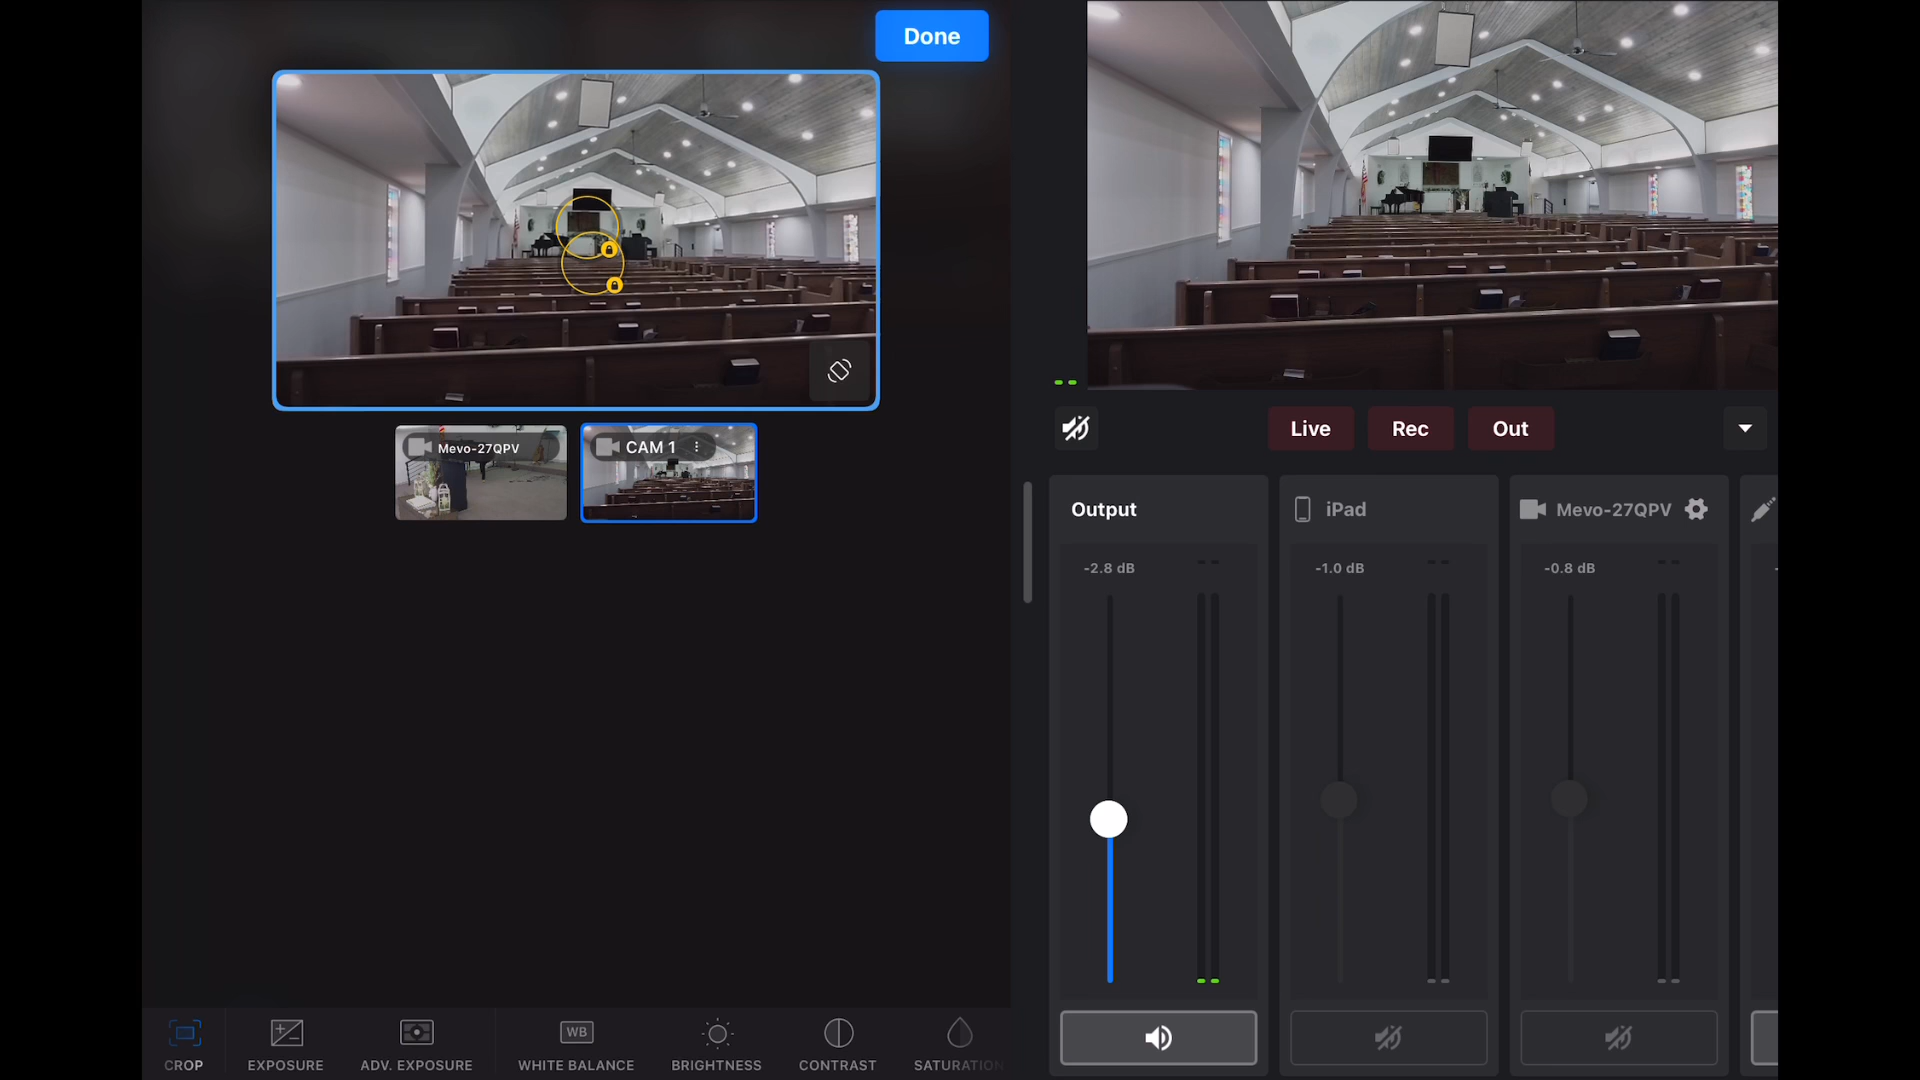 Done
Mevo-27QPV
CAM 1
Live
Rec
Out
Output
iPad
Mevo-27QPV
-2.8 dB
-1.0 dB
-0.8 dB
-
WB
CROP
EXPOSURE
ADV. EXPOSURE
WHITE BALANCE
BRIGHTNESS
CONTRAST
SATURATION